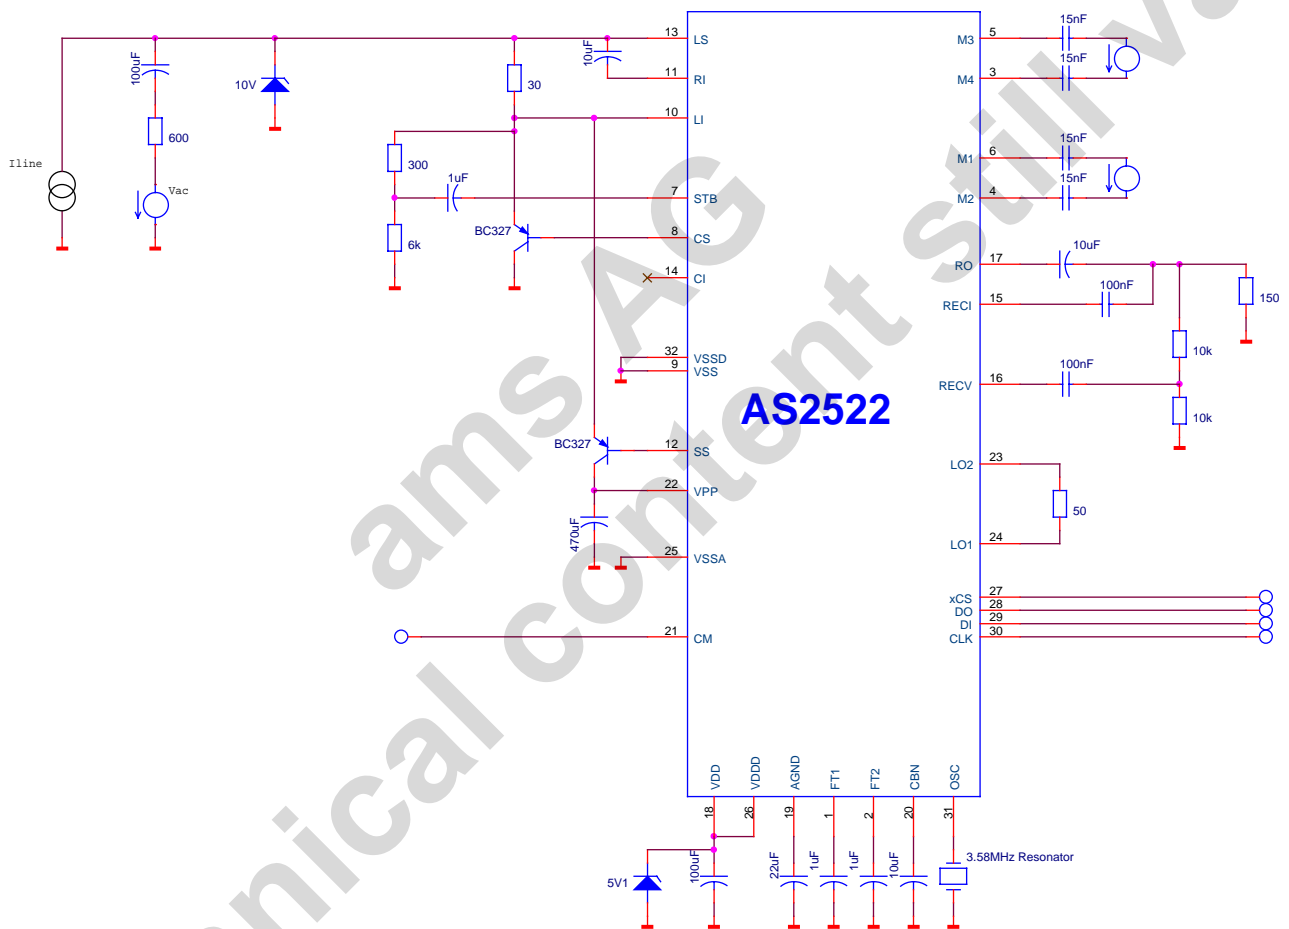 13 LS
5 M3
15nF
100uF
10uF
15nF
11 RI
3 M4
10V
30
10 LI
600
15nF
6 M1
Iline
300
1uF
15nF
Vac
7 STB
4 M2
BC327
8 CS
6k
10uF
17 RO
14 CI
100nF
150
15 RECI
32 VSSD
9 VSS
10k
100nF
16 RECV
AS2522
10k
BC327
12 SS
23 LO2
22 VPP
50
470uF
24 LO1
25 VSSA
27 xCS
28 DO
29 DI
30 CLK
21 CM
VDD
VDDD
AGND
FT1
FT2
CBN
OSC
18
26
19
1
2
20
31
5V1
100uF
22uF
1uF
1uF
10uF
3.58MHz Resonator
ams AG
nical content still va